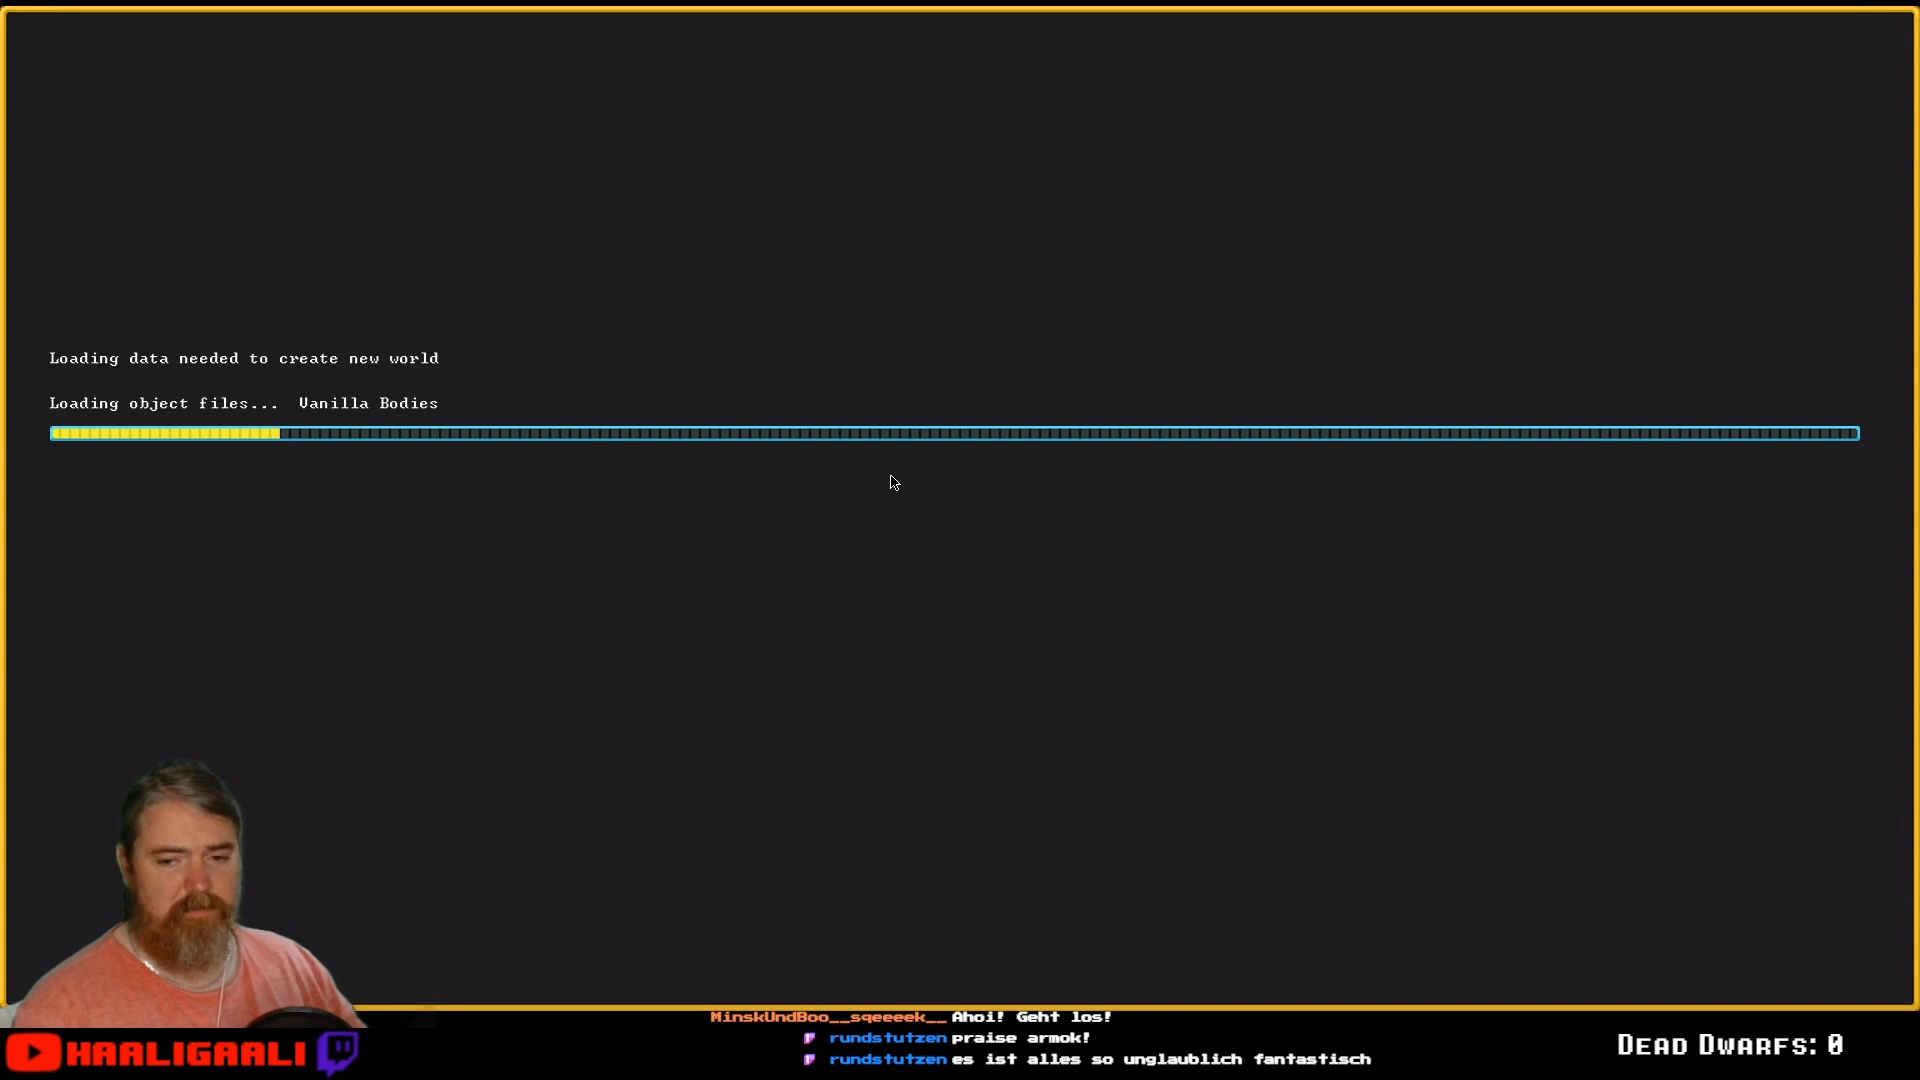 Loading data needed to create new world
Loading object files... Vanilla Bodies
MinskUndBoo__sqeeeek__ Ahoi! Geht los!
rundstutzen praise armok!
rundstutzen es ist alles so unglaublich fantastisch
HAALIGAALI
DEAD DWARFS: 0